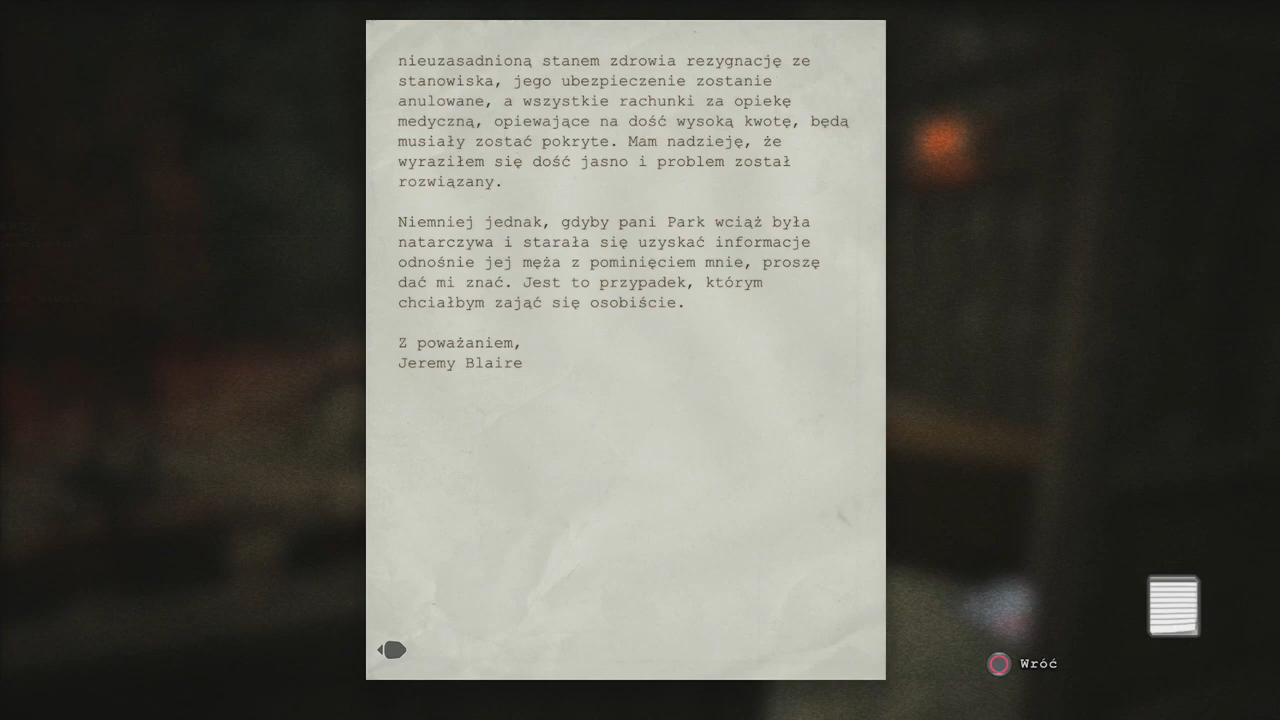 nieuzasadnioną stanem zdrowia rezygnację ze
stanowiska, jego ubezpieczenie zostanie
anulowane, a wszystkie rachunki za opiekę
medyczną, opiewające na dość wysoką kwotę, będą
musiały zostać pokryte. Mam nadzieję, że
wyraziłem się dość jasno i problem został
rozwiązany.
Niemniej jednak, gdyby pani Park wciąż była
natarczywa i starała się uzyskać informacje
odnośnie jej męża z pominięciem mnie, proszę
dać mi znać. Jest to przypadek, którym
chciałbym zająć się osobiście.
Z poważaniem,
Jeremy Blaire
Wróć